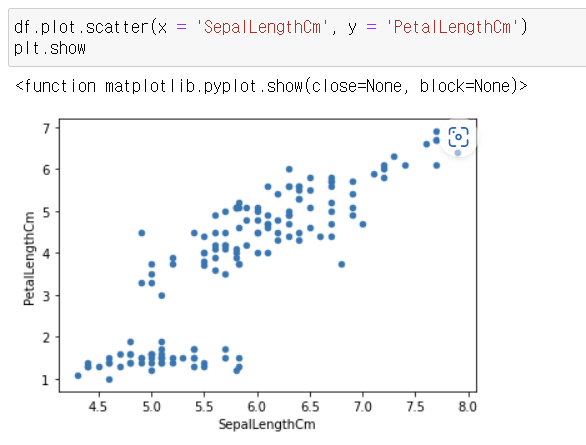 df.plot.scatter(x = 'SepalLengthCm', y = 'PetalLengthCm')
plt.show
<function matplotlib.pyplot.show(close=None, block=None)>
7
6
5
4
3
2
1
PetalLengthCm
4.5 5.0 5.5 6.0 6.5 7.0 7.5 8.0
SepalLengthCm